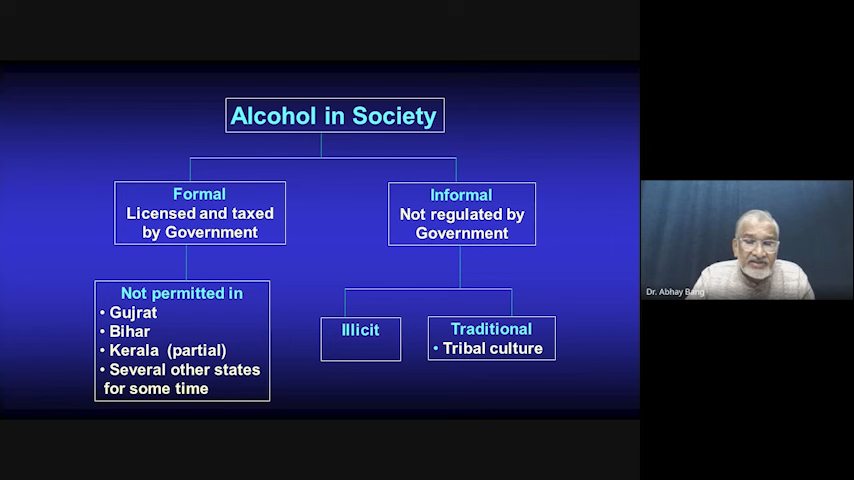 Alcohol in Society
Formal
Licensed and taxed
by Government
Informal
Not regulated by
Government
Not permitted in
• Gujrat
• Bihar
• Kerala (partial)
• Several other states
for some time
Illicit
Traditional
• Tribal culture
Dr. Abhay Bang